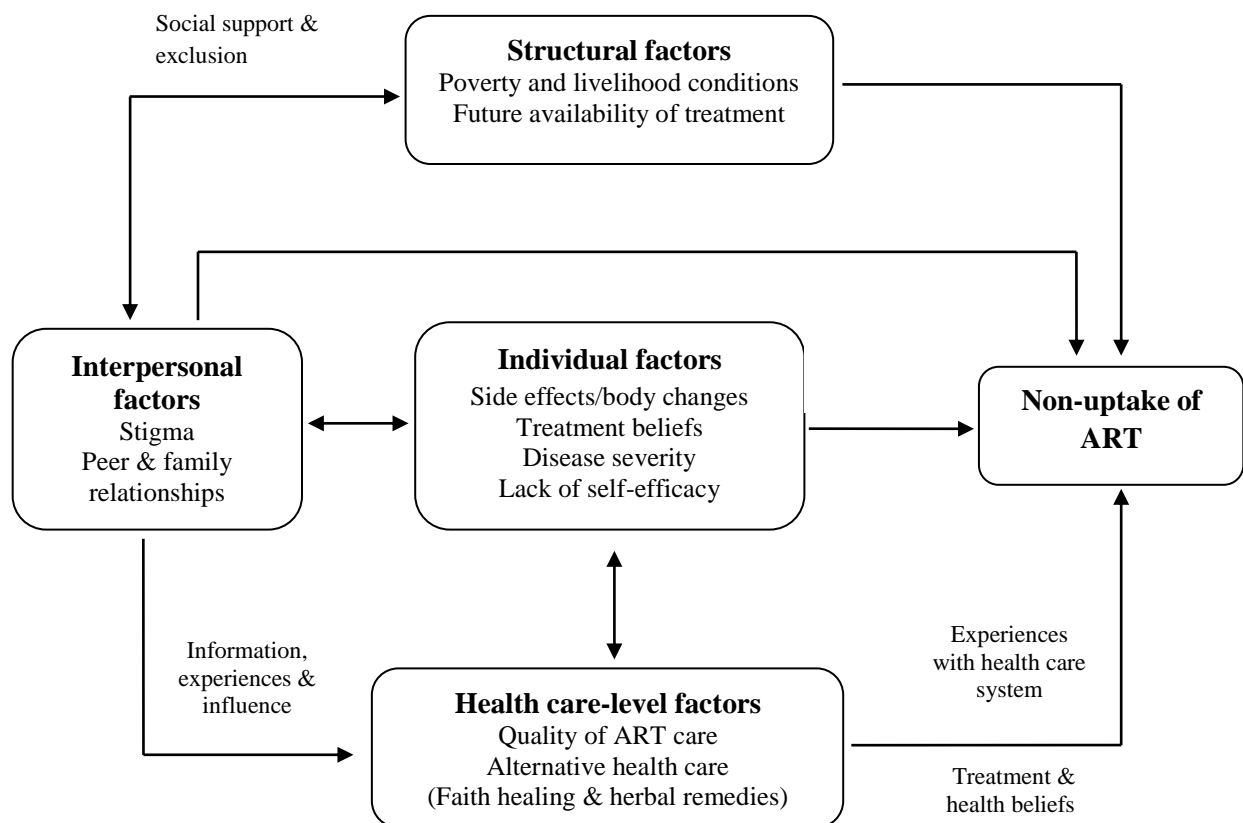 Social support &
exclusion
Structural factors
Poverty and livelihood conditions
Future availability of treatment
Interpersonal
factors
Stigma
Peer & family
relationships
Individual factors
Side effects/body changes
Treatment beliefs
Disease severity
Lack of self-efficacy
Non-uptake of
ART
Information,
experiences &
influence
Health care-level factors
Quality of ART care
Alternative health care
(Faith healing & herbal remedies)
Experiences
with health care
system
Treatment &
health beliefs